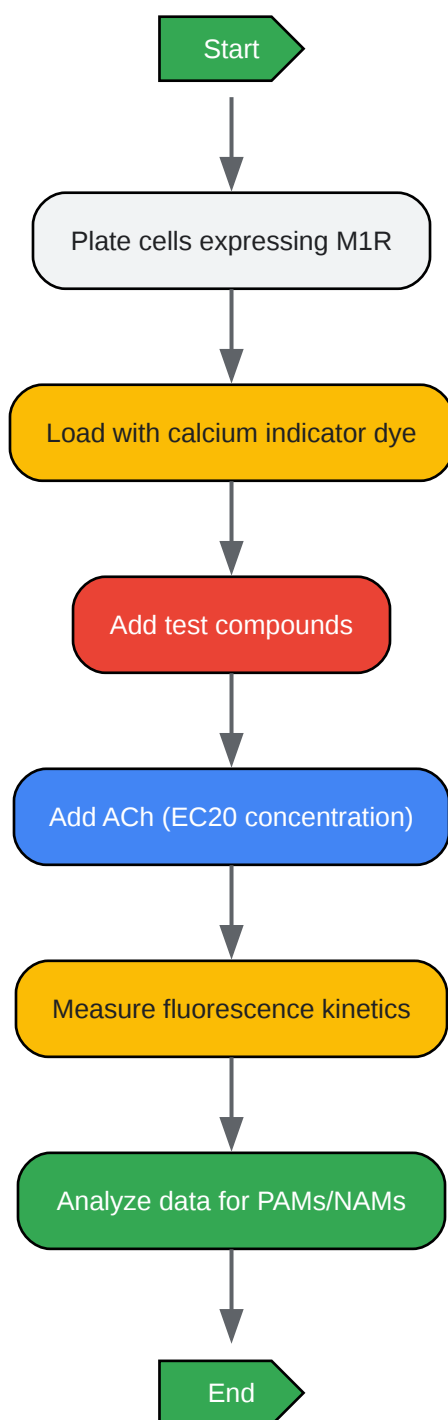 Start
Plate cells expressing M1R
Load with calcium indicator dye
Add test compounds
Add ACh (EC20 concentration)
Measure fluorescence kinetics
Analyze data for PAMs/NAMs
End